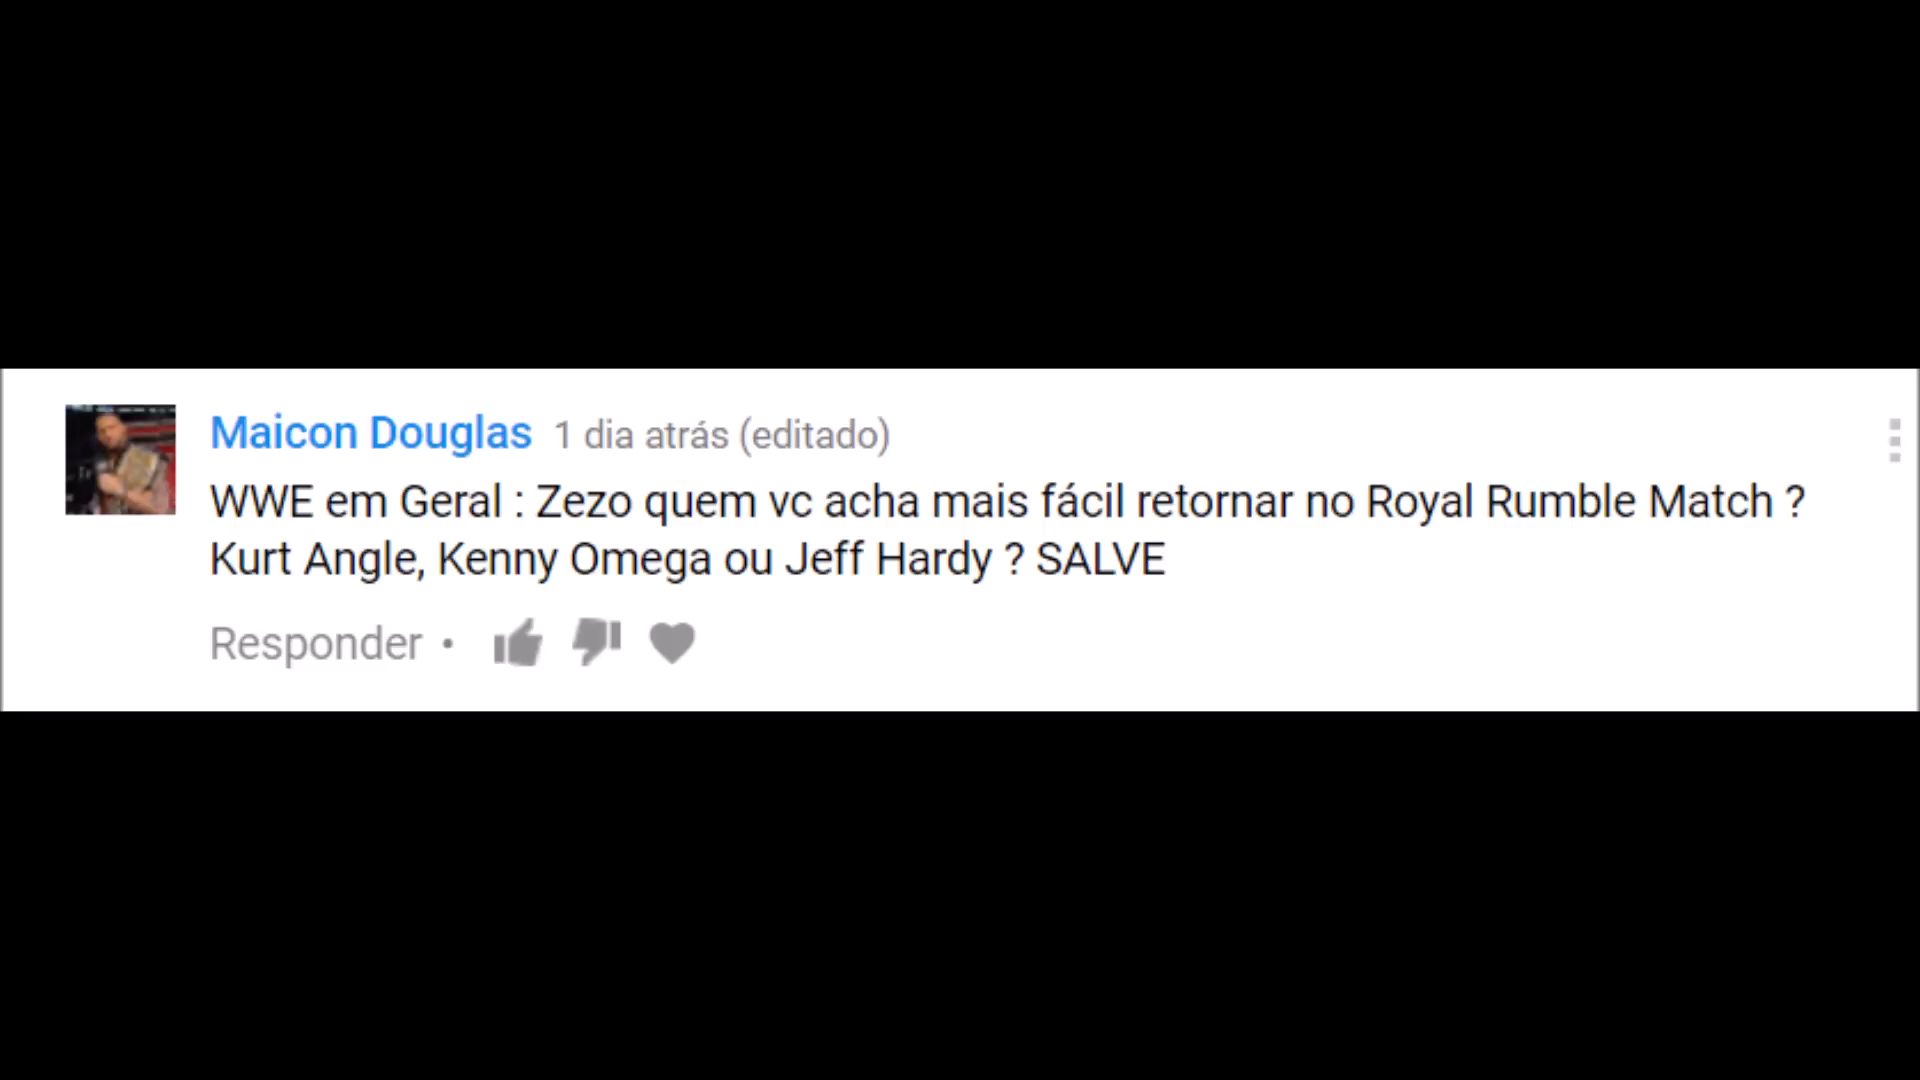 Maicon Douglas 1 dia atrás (editado)
WWE em Geral : Zezo quem vc acha mais fácil retornar no Royal Rumble Match ?
Kurt Angle, Kenny Omega ou Jeff Hardy ? SALVE
Responder •